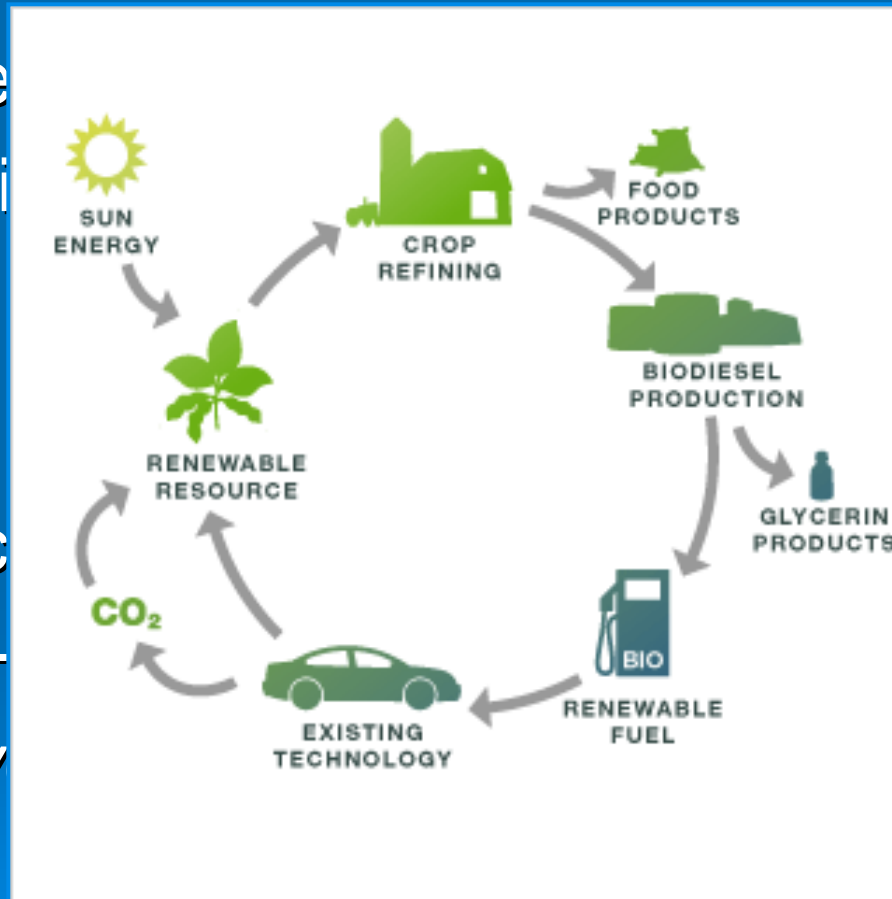 SUN
ENERGY
CROP
REFINING
FOOD
PRODUCTS
BIODIESEL
PRODUCTION
GLYCERIN
PRODUCTS
RENEWABLE
RESOURCE
CO₂
BIO
RENEWABLE
FUEL
EXISTING
TECHNOLOGY